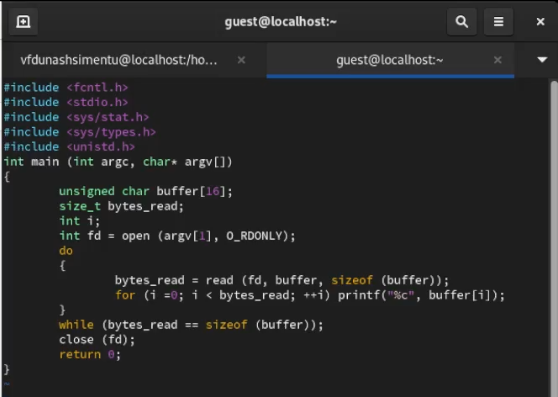 guest@localhost:~
vfdunashsimentu@localhost:/ho...
guest@localhost:~
#include <fcntl.h>
#include <stdio.h>
#include <sys/stat.h>
#include <sys/types.h>
#include <unistd.h>
int main (int argc, char* argv[])
{
        unsigned char buffer[16];
        size_t bytes_read;
        int i;
        int fd = open (argv[1], O_RDONLY);
        do
        {
                bytes_read = read (fd, buffer, sizeof (buffer));
                for (i =0; i < bytes_read; ++i) printf("%c", buffer[i]);
        }
        while (bytes_read == sizeof (buffer));
        close (fd);
        return 0;
}
~